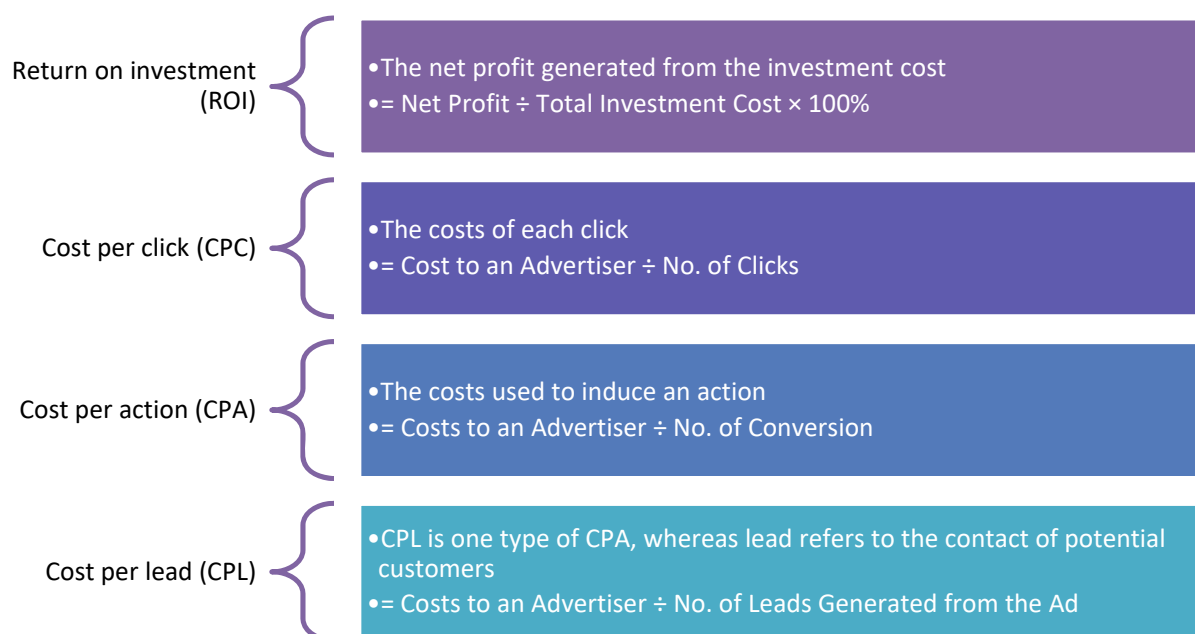 Return on investment
(ROI)
•The net profit generated from the investment cost
•= Net Profit ÷ Total Investment Cost × 100%
Cost per click (CPC)
•The costs of each click
•= Cost to an Advertiser ÷ No. of Clicks
Cost per action (CPA)
•The costs used to induce an action
•= Costs to an Advertiser ÷ No. of Conversion
Cost per lead (CPL)
•CPL is one type of CPA, whereas lead refers to the contact of potential
customers
•= Costs to an Advertiser ÷ No. of Leads Generated from the Ad